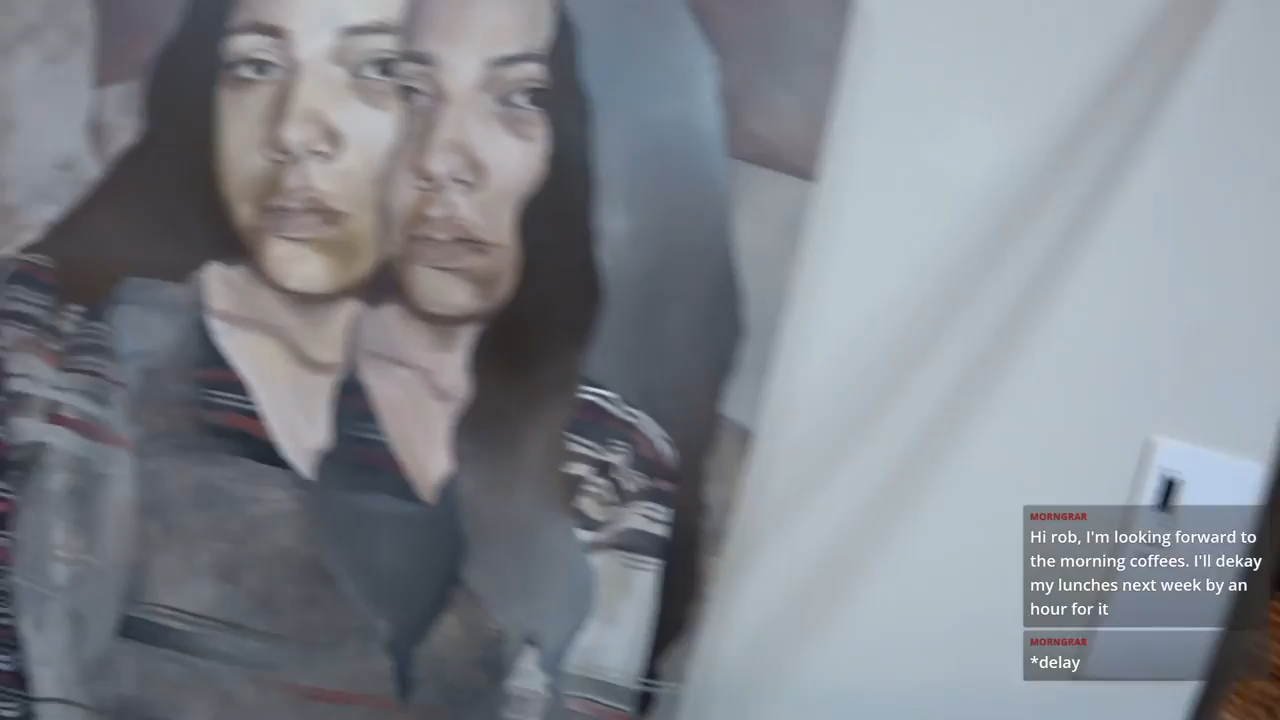 MORNGRAR
Hi rob, I'm looking forward to
the morning coffees. I'll dekay
my lunches next week by an
hour for it
MORNGRAR
*delay